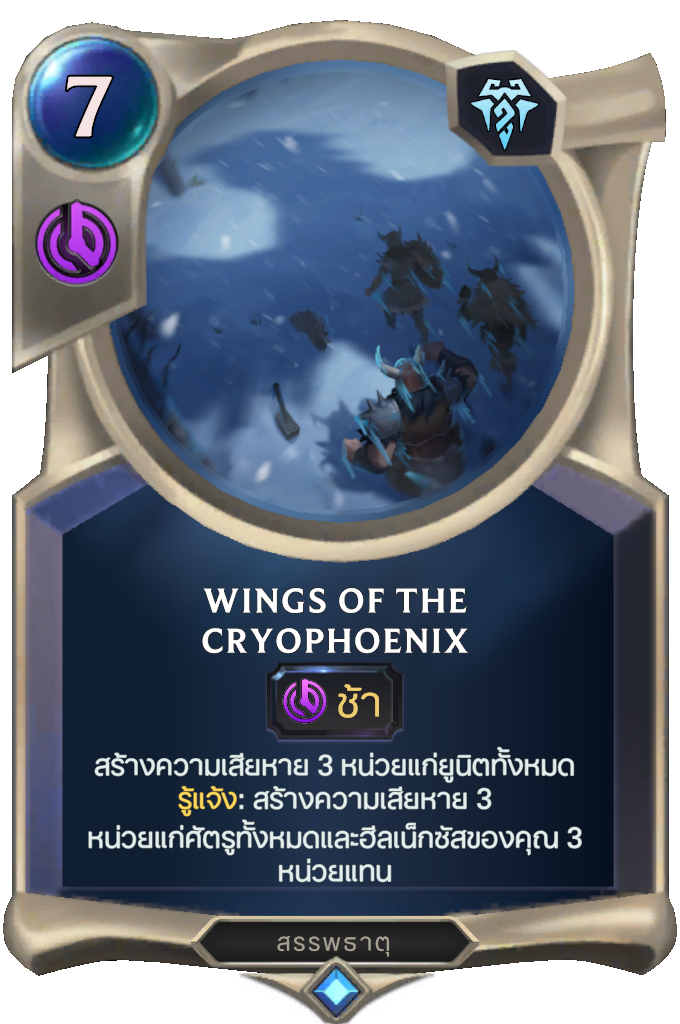 7
WINGS OF THE
CRYOPHOENIX
ช้า
สร้างความเสียหาย 3 หน่วยแก่ยูนิตทั้งหมด
รู้แจ้ง: สร้างความเสียหาย 3
หน่วยแก่ศัตรูทั้งหมดและฮีลเน็กซัสของคุณ 3
หน่วยแทน
สรรพธาตุ